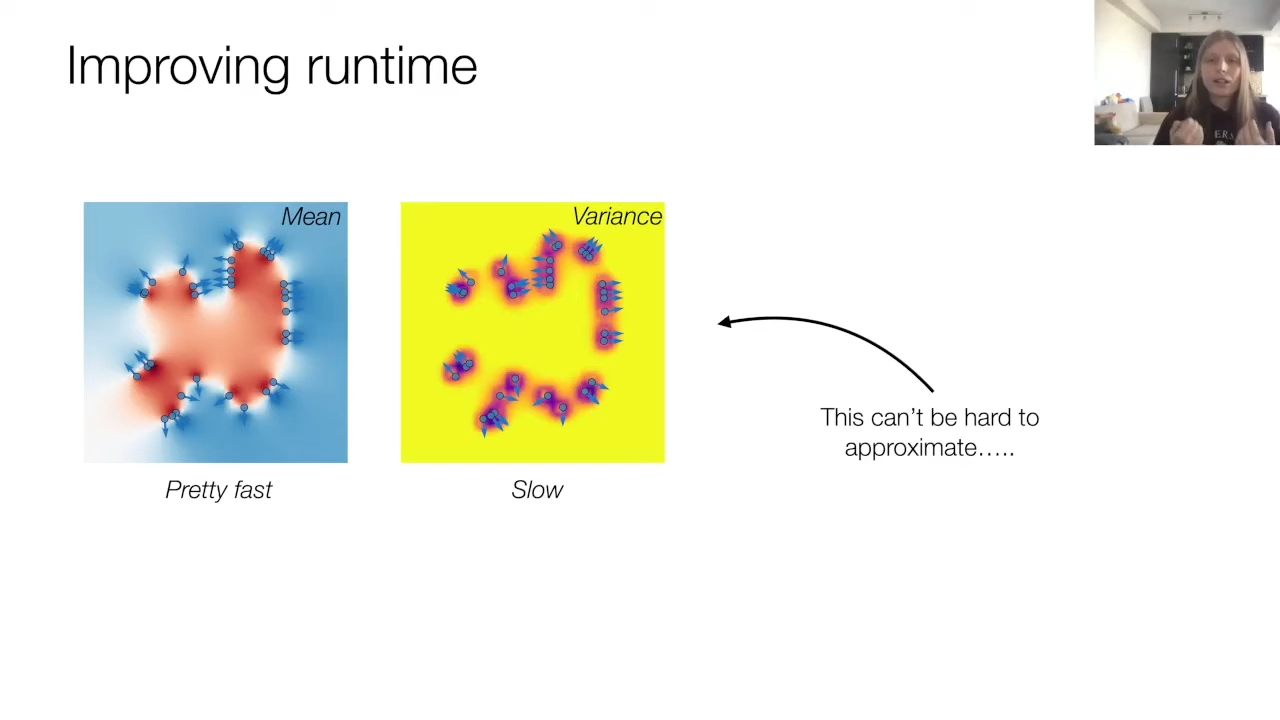 Improving runtime
Mean
Variance
Pretty fast
Slow
This can't be hard to
approximate…..